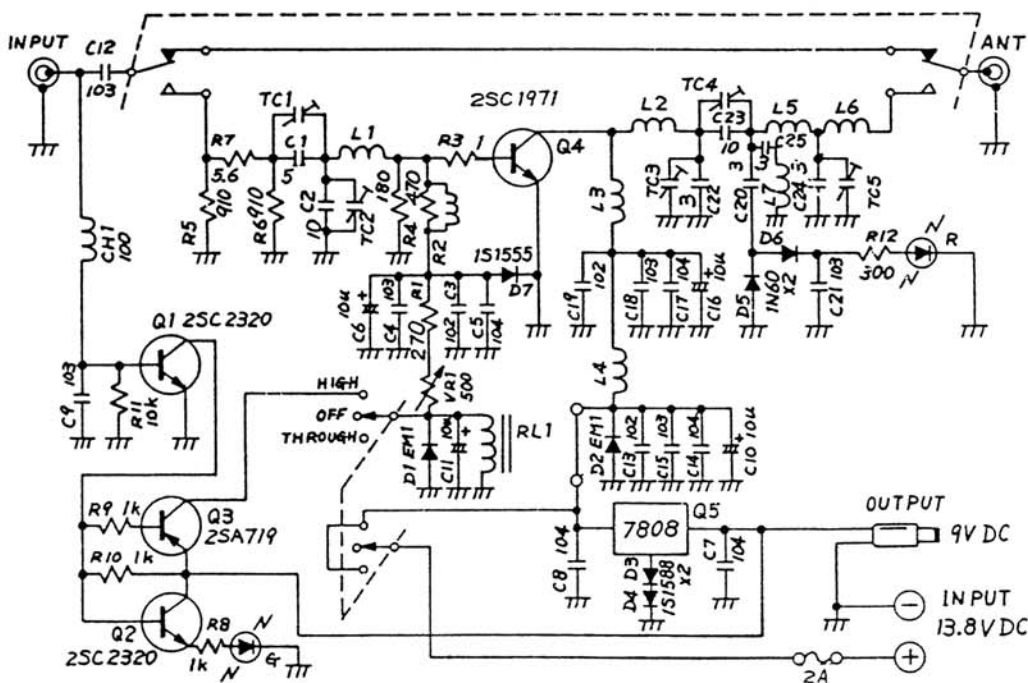 INPUT
C12
103
ANT
TC1
R7
5.6
C1
5
L1
R3
1
2SC1971
Q4
L2
TC4
C23
10
L5
L6
C25
3
R5
910
R6
910
C2
10
TC2
180
R4
470
R2
L3
TC3
3
C22
3
C20
L7
C24
3
TC5
CH1
100
1S1555
D7
D6
R12
300
R
10u
C6
103
C4
R1
270
C3
102
C5
104
C19
102
103
C18
104
C17
10u
C16
D5
1N60
x2
C21
103
Q1
2SC2320
103
C9
R11
10k
HIGH
OFF
THROUGH
VR1
500
D1 EM1
C11
10u
RL1
L4
D2 EM1
C13
102
C15
103
C14
104
C10
10u
R9
1k
Q3
2SA719
R10
1k
Q2
2SC2320
R8
1k
G
C8
104
7808
Q5
D3
D4
1S1588
x2
C7
104
OUTPUT
9V DC
INPUT
13.8V DC
2A